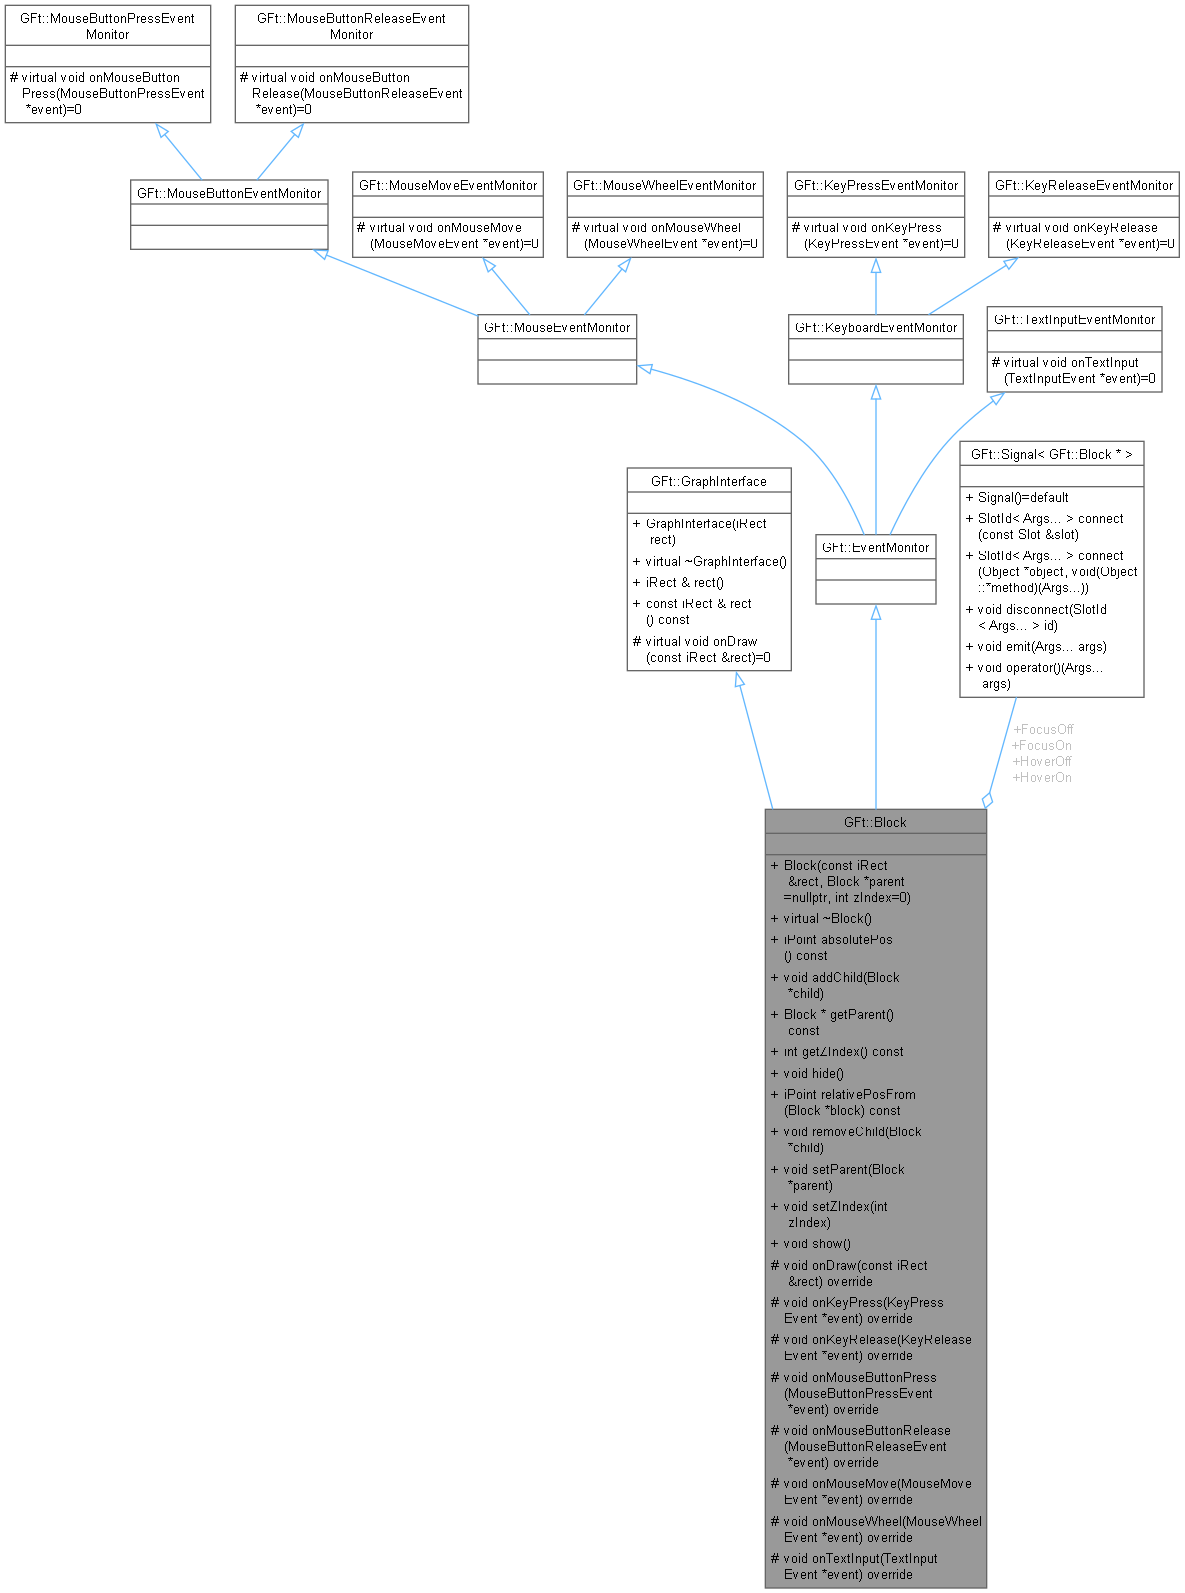 GFt::MouseButtonPressEvent
Monitor
# virtual void onMouseButton
Press(MouseButtonPressEvent
*event)=0
GFt::MouseButtonReleaseEvent
Monitor
# virtual void onMouseButton
Release(MouseButtonReleaseEvent
*event)=0
GFt::MouseButtonEventMonitor
GFt::MouseMoveEventMonitor
# virtual void onMouseMove
(MouseMoveEvent *event)=0
GFt::MouseWheelEventMonitor
# virtual void onMouseWheel
(MouseWheelEvent *event)=0
GFt::KeyPressEventMonitor
# virtual void onKeyPress
(KeyPressEvent *event)=0
GFt::KeyReleaseEventMonitor
# virtual void onKeyRelease
(KeyReleaseEvent *event)=0
GFt::MouseEventMonitor
GFt::KeyboardEventMonitor
GFt::TextInputEventMonitor
# virtual void onTextInput
(TextInputEvent *event)=0
GFt::GraphInterface
+ GraphInterface(iRect
rect)
+ virtual ~GraphInterface()
+ iRect & rect()
+ const iRect & rect
() const
# virtual void onDraw
(const iRect &rect)=0
GFt::EventMonitor
GFt::Signal< GFt::Block * >
+ Signal()=default
+ SlotId< Args... > connect
(const Slot &slot)
+ SlotId< Args... > connect
(Object *object, void(Object
::*method)(Args...))
+ void disconnect(SlotId
< Args... > id)
+ void emit(Args... args)
+ void operator()(Args...
args)
+FocusOff
+FocusOn
+HoverOff
+HoverOn
GFt::Block
+ Block(const iRect
&rect, Block *parent
=nullptr, int zIndex=0)
+ virtual ~Block()
+ iPoint absolutePos
() const
+ void addChild(Block
*child)
+ Block * getParent()
const
+ int getZIndex() const
+ void hide()
+ iPoint relativePosFrom
(Block *block) const
+ void removeChild(Block
*child)
+ void setParent(Block
*parent)
+ void setZIndex(int
zIndex)
+ void show()
# void onDraw(const iRect
&rect) override
# void onKeyPress(KeyPress
Event *event) override
# void onKeyRelease(KeyRelease
Event *event) override
# void onMouseButtonPress
(MouseButtonPressEvent
*event) override
# void onMouseButtonRelease
(MouseButtonReleaseEvent
*event) override
# void onMouseMove(MouseMove
Event *event) override
# void onMouseWheel(MouseWheel
Event *event) override
# void onTextInput(TextInput
Event *event) override